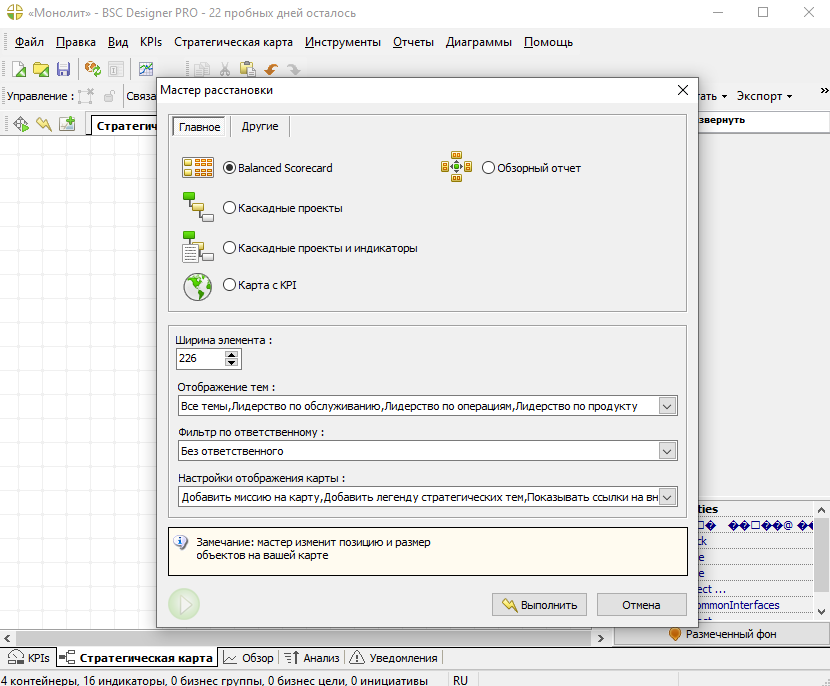 «Монолит» - BSC Designer PRO - 22 пробных дней осталось
Файл Правка Вид KPIs Стратегическая карта Инструменты Отчеты Диаграммы Помощь
Управление : Связа
ать Экспорт »
Стратегич
звернуть
Мастер расстановки
Главное Другие
Balanced Scorecard Обзорный отчет
Каскадные проекты
Каскадные проекты и индикаторы
Карта с KPI
Ширина элемента :
226
Отображение тем :
Все темы,Лидерство по обслуживанию,Лидерство по операциям,Лидерство по продукту
Фильтр по ответственному :
Без ответственного
Настройки отображения карты :
Добавить миссию на карту,Добавить легенду стратегических тем,Показывать ссылки на вн
Замечание: мастер изменит позицию и размер
объектов на вашей карте
Выполнить Отмена
ties
ck
e
e
ect ...
ommonInterfaces
Размеченный фон
KPIs Стратегическая карта Обзор Анализ Уведомления
4 контейнеры, 16 индикаторы, 0 бизнес группы, 0 бизнес цели, 0 инициативы RU